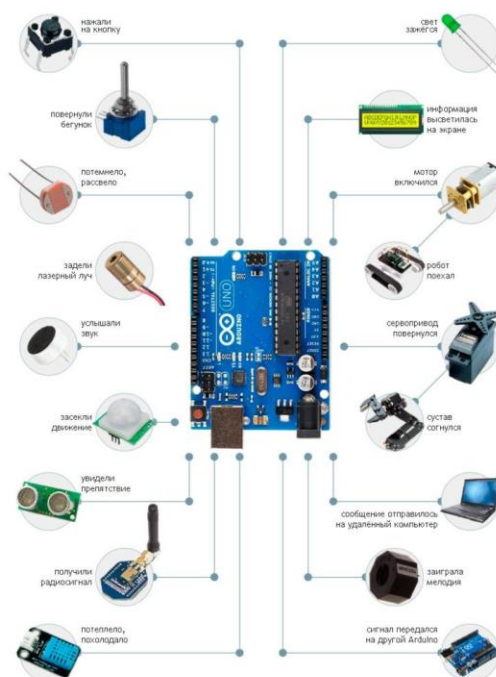 нажали
на кнопку
свет
зажёгся
повернули
бегунок
информация
высветилась
на экране
потемнело,
рассвело
мотор
включился
задели
лазерный луч
робот
поехал
UNO
ARDUINO
услышали
звук
сервопривод
повернулся
засекли
движение
сустав
согнулся
увидели
препятствие
сообщение отправилось
на удалённый компьютер
получили
радиосигнал
заиграла
мелодия
потеплело,
похолодало
сигнал передался
на другой Arduino